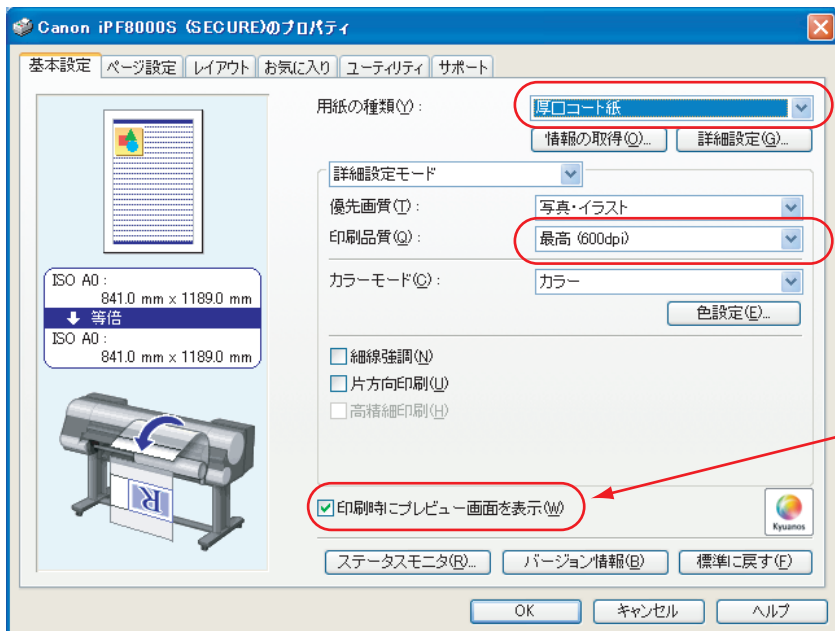 Canon iPF8000S (SECURE)のプロパティ
基本設定 ページ設定 レイアウト お気に入り ユーティリティ サポート
用紙の種類(Y) : 厚口コート紙
情報の取得(O)... 詳細設定(G)...
詳細設定モード
優先画質(T) : 写真・イラスト
印刷品質(Q) : 最高 (600dpi)
カラーモード(C) : カラー
色設定(E)...
ISO A0 :
841.0 mm x 1189.0 mm
等倍
ISO A0 :
841.0 mm x 1189.0 mm
細線強調(N)
片方向印刷(U)
高精細印刷(H)
R
印刷時にプレビュー画面を表示(W)
Kyuanos
ステータスモニタ(R)... バージョン情報(B) 標準に戻す(F)
OK キャンセル ヘルプ